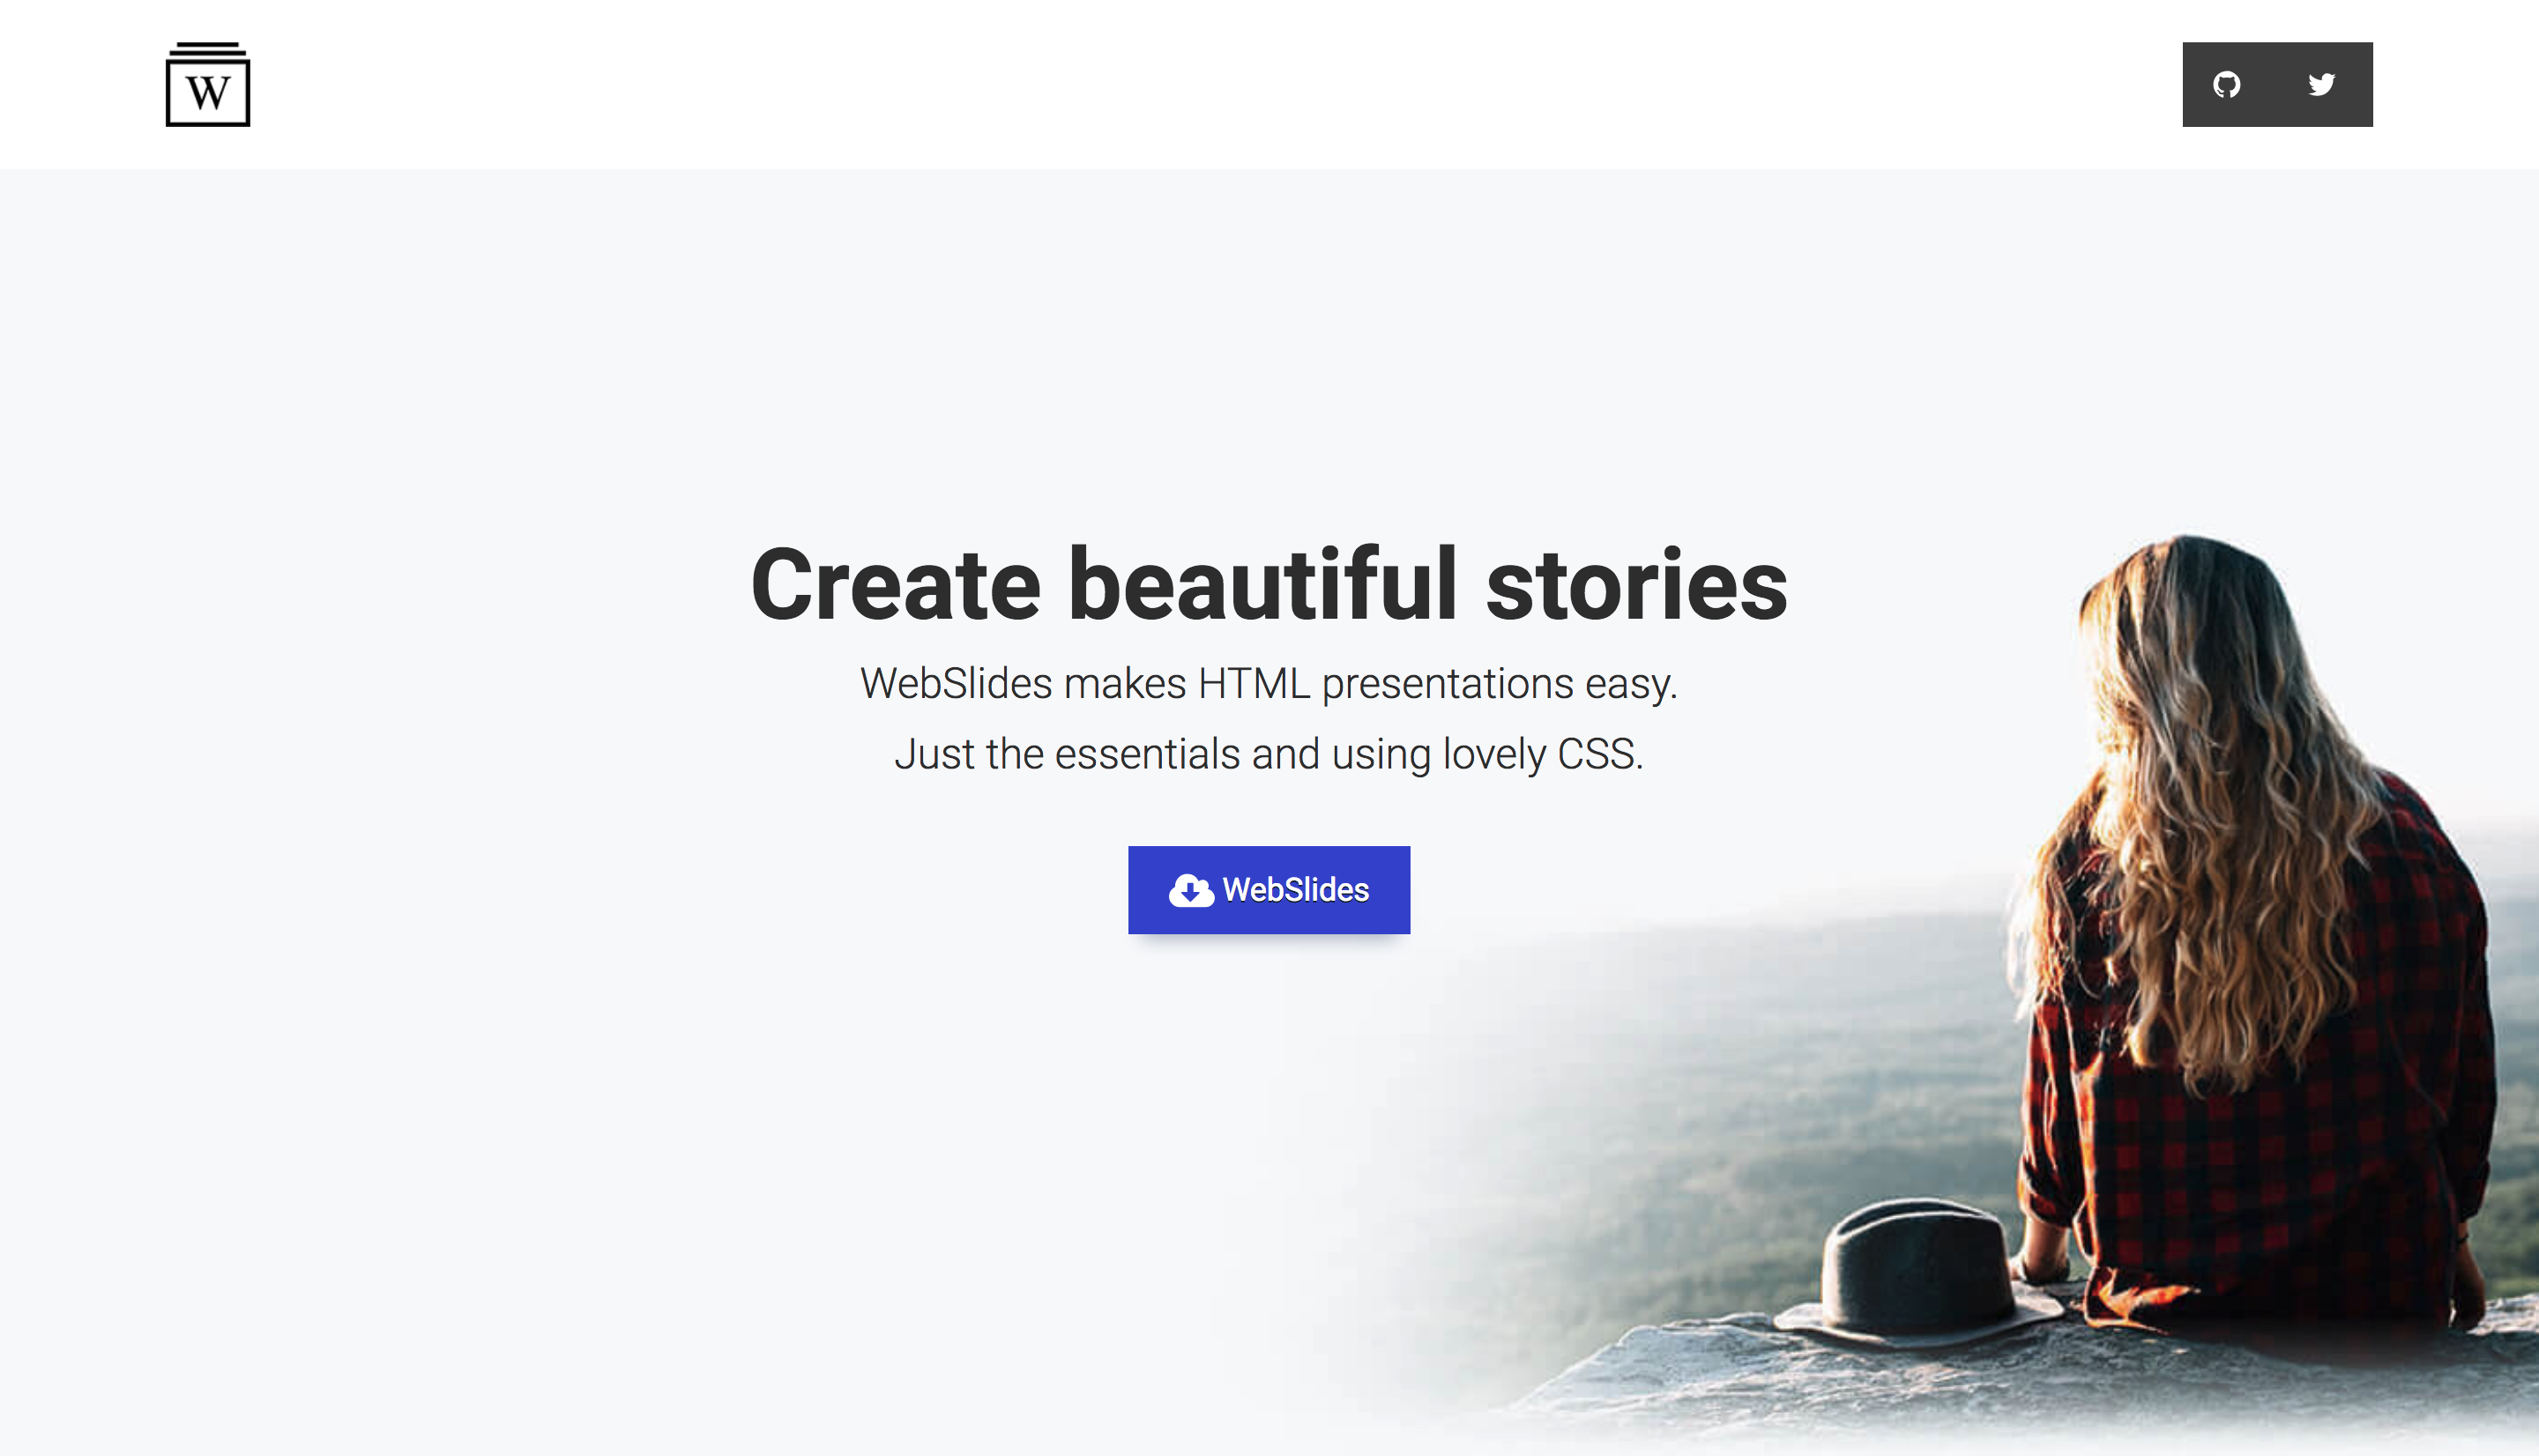 W
Create beautiful stories
WebSlides makes HTML presentations easy.
Just the essentials and using lovely CSS.
WebSlides